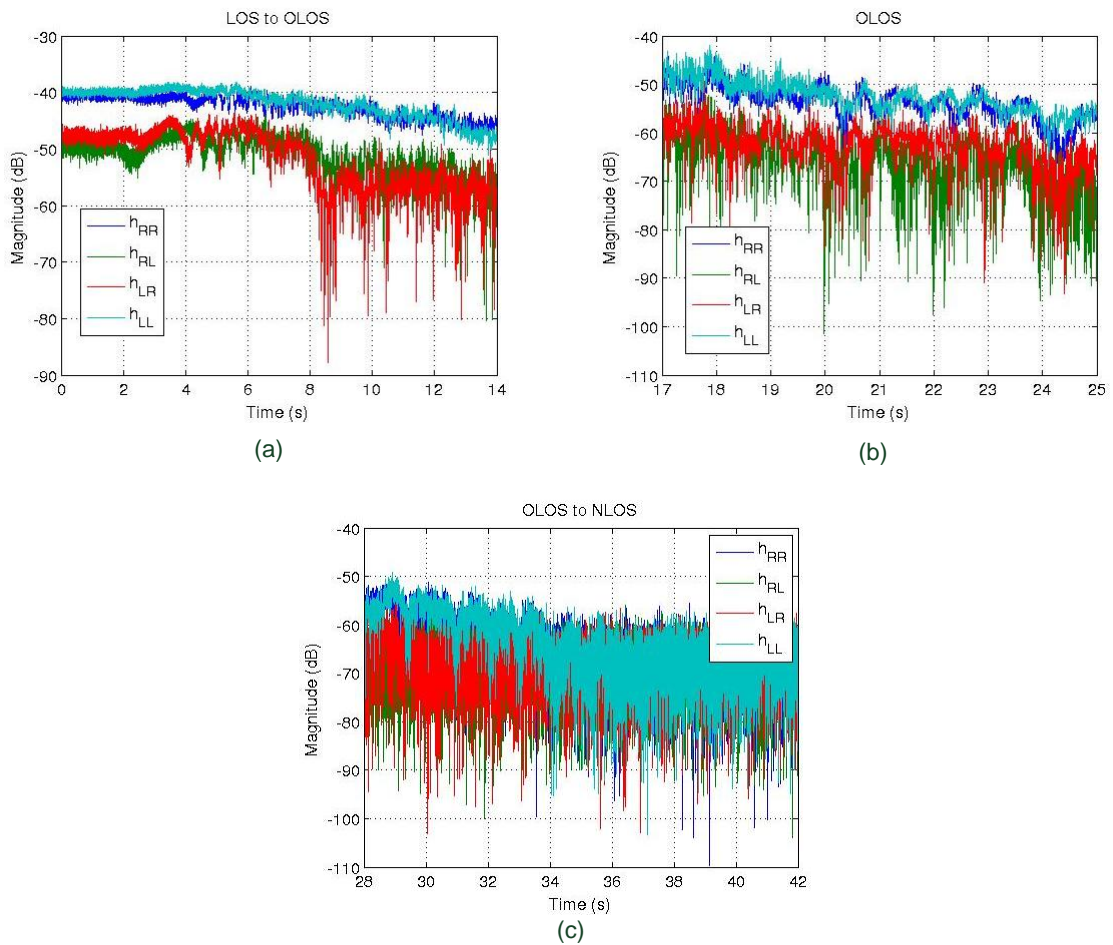 LOS to OLOS
-30
-40
-50
-60
-70
-80
-90
Magnitude (dB)
h_RR
h_RL
h_LR
h_LL
0 2 4 6 8 10 12 14
Time (s)
(a)
OLOS
-40
-50
-60
-70
-80
-90
-100
-110
Magnitude (dB)
h_RR
h_RL
h_LR
h_LL
17 18 19 20 21 22 23 24 25
Time (s)
(b)
OLOS to NLOS
-40
-50
-60
-70
-80
-90
-100
-110
Magnitude (dB)
h_RR
h_RL
h_LR
h_LL
28 30 32 34 36 38 40 42
Time (s)
(c)